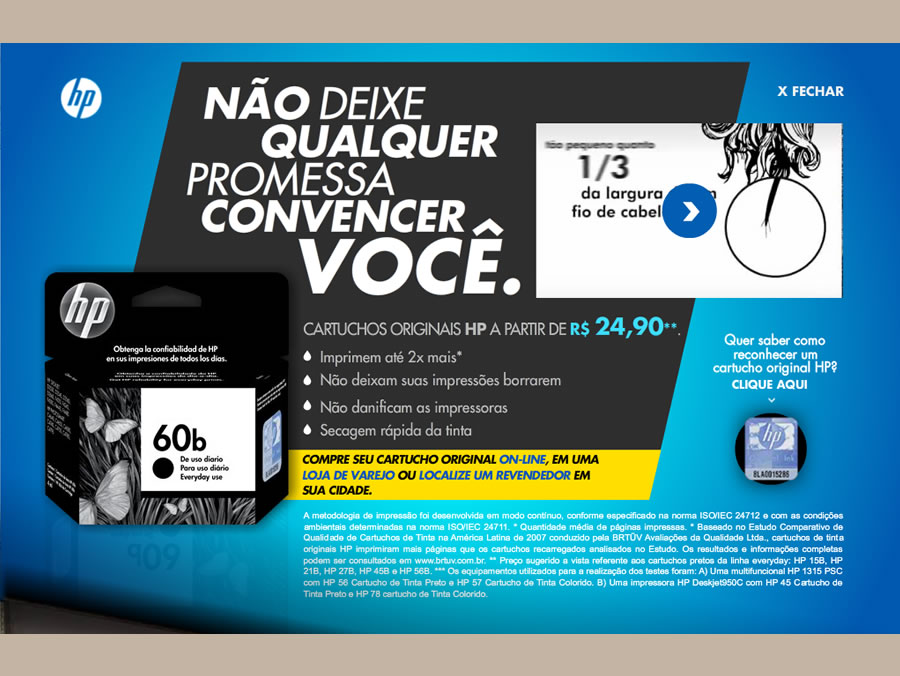 hp
X FECHAR
NÃO DEIXE
QUALQUER
PROMESSA
CONVENCER
VOCÊ.
tão pequeno quanto
1/3
da largura
fio de cabel
CARTUCHOS ORIGINAIS HP A PARTIR DE R$ 24,90**.
Imprimem até 2x mais*
Não deixam suas impressões borrarem
Não danificam as impressoras
Secagem rápida da tinta
COMPRE SEU CARTUCHO ORIGINAL ON-LINE, EM UMA
LOJA DE VAREJO OU LOCALIZE UM REVENDEDOR EM
SUA CIDADE.
Quer saber como
reconhecer um
cartucho original HP?
CLIQUE AQUI
hp
BLA0015286
hp
Obtenga la confiabilidad de HP
en sus impresiones de todos los días.
60b
De uso diario
Para uso diário
Everyday use
A metodologia de impressão foi desenvolvida em modo contínuo, conforme especificado na norma ISO/IEC 24712 e com as condições
ambientais determinadas na norma ISO/IEC 24711. * Quantidade média de páginas impressas. * Baseado no Estudo Comparativo de
Qualidade de Cartuchos de Tinta na América Latina de 2007 conduzido pela BRTÜV Avaliações da Qualidade Ltda., cartuchos de tinta
originais HP imprimiram mais páginas que os cartuchos recarregados analisados no Estudo. Os resultados e informações completas
podem ser consultados em www.brtuv.com.br. ** Preço sugerido a vista referente aos cartuchos pretos da linha everyday: HP 15B, HP
21B, HP 27B, HP 45B e HP 56B. *** Os equipamentos utilizados para a realização dos testes foram: A) Uma multifuncional HP 1315 PSC
com HP 56 Cartucho de Tinta Preto e HP 57 Cartucho de Tinta Colorido. B) Uma impressora HP Deskjet950C com HP 45 Cartucho de
Tinta Preto e HP 78 cartucho de Tinta Colorido.